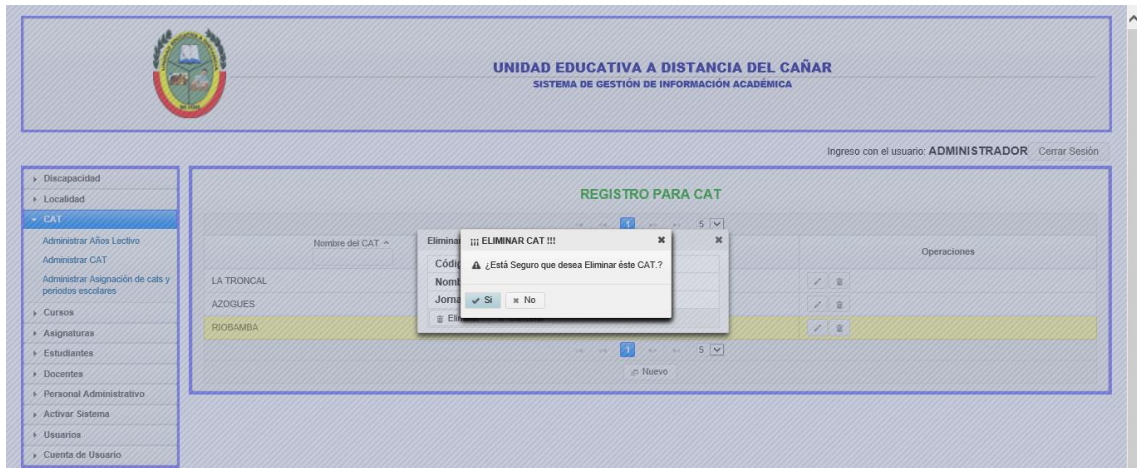 UNIDAD EDUCATIVA A DISTANCIA DEL CAÑAR
SISTEMA DE GESTIÓN DE INFORMACIÓN ACADÉMICA
Ingreso con el usuario: ADMINISTRADOR Cerrar Sesión
Discapacidad
Localidad
CAT
Administrar Años Lectivo
Administrar CAT
Administrar Asignación de cats y
periodos escolares
Cursos
Asignaturas
Estudiantes
Docentes
Personal Administrativo
Activar Sistema
Usuarios
Cuenta de Usuario
REGISTRO PARA CAT
1 5
Nombre del CAT
Operaciones
LA TRONCAL
AZOGUES
RIOBAMBA
¡¡¡ ELIMINAR CAT !!!
¿Está Seguro que desea Eliminar éste CAT.?
Si No
1 5
Nuevo